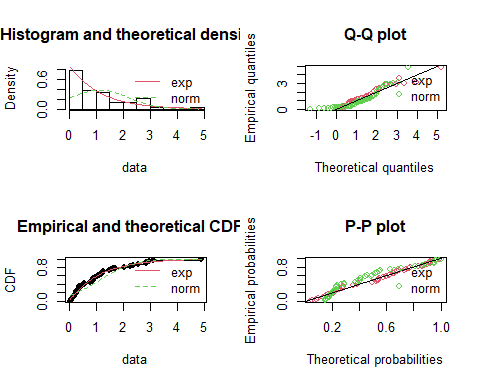 Histogram and theoretical densi
Density
0.0
0.6
exp
norm
0 1 2 3 4 5
data
Q-Q plot
Empirical quantiles
0
3
exp
norm
-1 0 1 2 3 4 5
Theoretical quantiles
Empirical and theoretical CDF
CDF
0.0
0.8
exp
norm
0 1 2 3 4 5
data
P-P plot
Empirical probabilities
0.0
0.8
exp
norm
0.2 0.6 1.0
Theoretical probabilities